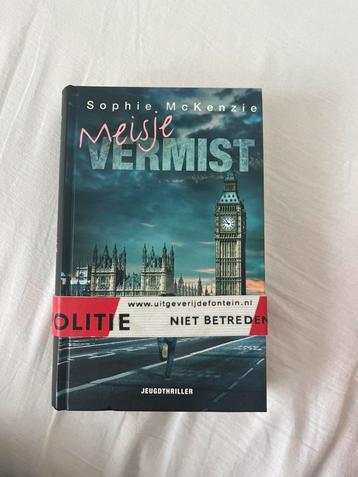 Sophie McKenzie
Meisje
VERMIST
www.uitgeverijdefontein.nl
OLITIE NIET BETREDEN
JEUGDTHRILLER